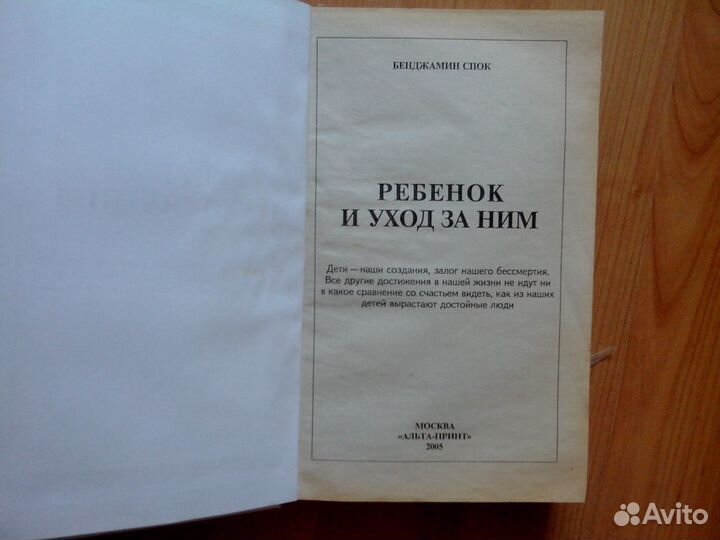 БЕНДЖАМИН СПОК
РЕБЕНОК
И УХОД ЗА НИМ
Дети — наши создания, залог нашего бессмертия.
Все другие достижения в нашей жизни не идут ни
в какое сравнение со счастьем видеть, как из наших
детей вырастают достойные люди
МОСКВА
«АЛЬТА-ПРИНТ»
2005
Avito